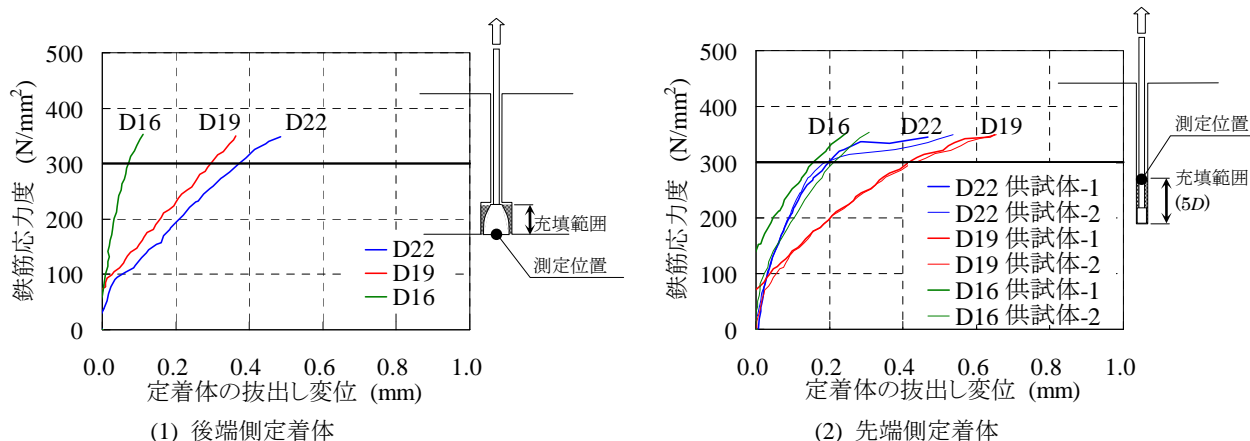 500
400
300
200
100
0
鉄筋応力度 (N/mm²)
D16
D19
D22
D22
D19
D16
0.0
0.2
0.4
0.6
0.8
1.0
定着体の抜出し変位 (mm)
充填範囲
測定位置
(1) 後端側定着体
500
400
300
200
100
0
鉄筋応力度 (N/mm²)
D16
D22
D19
D22 供試体-1
D22 供試体-2
D19 供試体-1
D19 供試体-2
D16 供試体-1
D16 供試体-2
0.0
0.2
0.4
0.6
0.8
1.0
定着体の抜出し変位 (mm)
測定位置
充填範囲
(5D)
(2) 先端側定着体